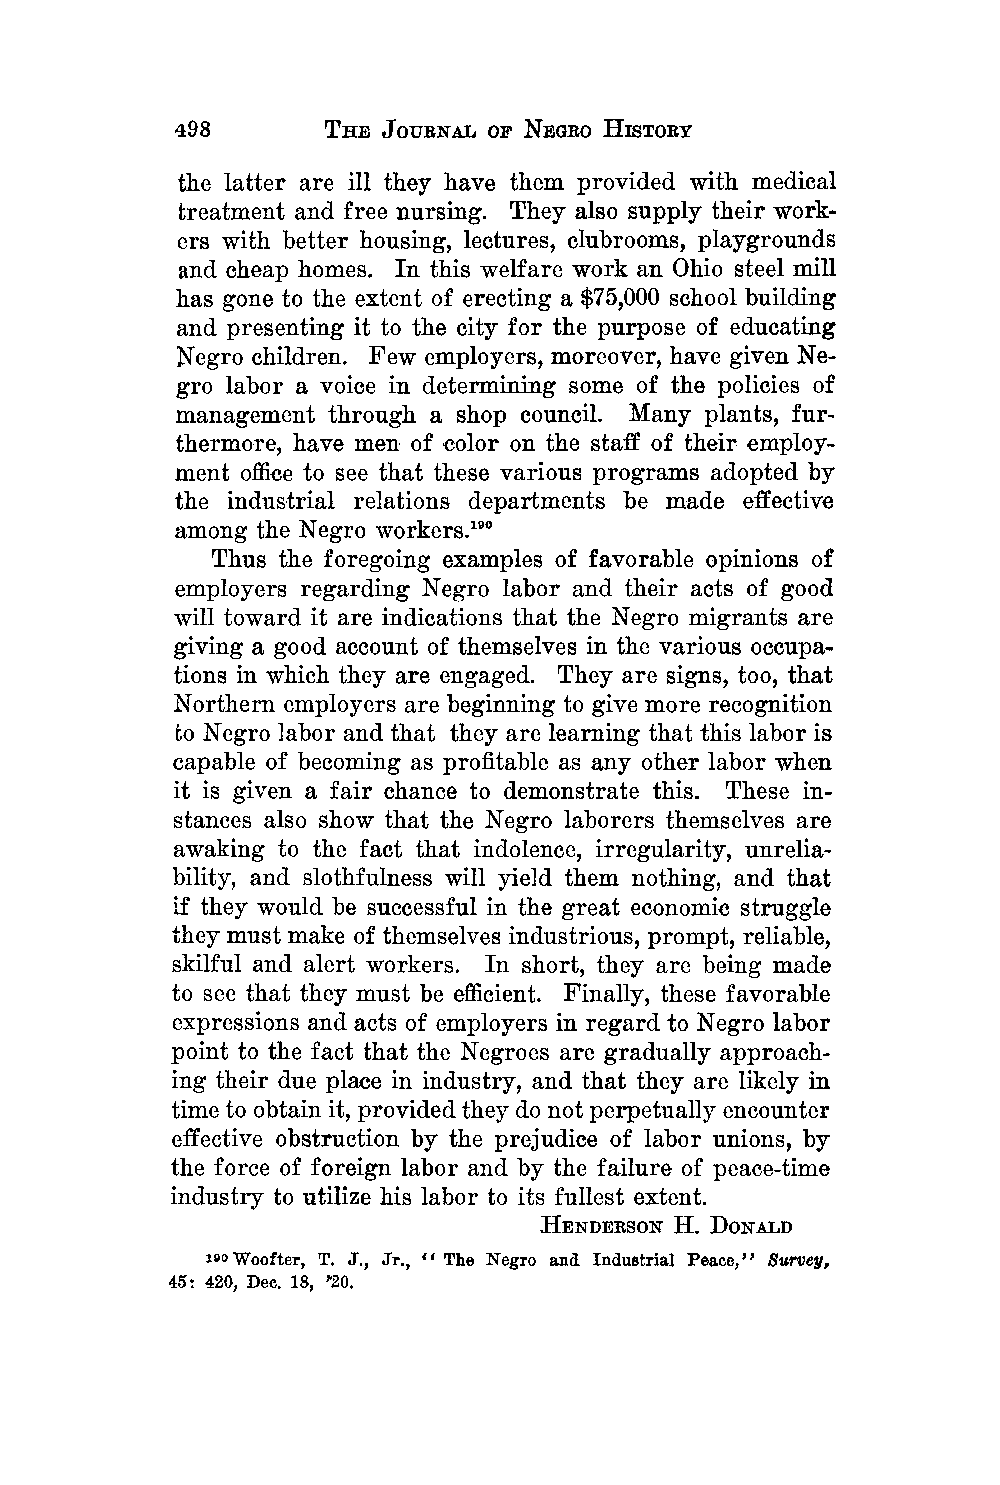 498 THE JOURNAL OF NEGRO HISTORY
the latter are ill they have them provided with medical
treatment and free nursing. They also supply their work-
ers with better housing, lectures, clubrooms, playgrounds
and cheap homes. In this welfare work an Ohio steel mill
has gone to the extent of erecting a $75,000 school building
and presenting it to the city for the purpose of educating
Negro children. Few employers, moreover, have given Ne-
gro labor a voice in determining some of the policies of
management through a shop council. Many plants, fur-
thermore, have men of color on the staff of their employ-
ment office to see that these various programs adopted by
the industrial relations departments be made effective
among the Negro workers.¹⁹⁰
Thus the foregoing examples of favorable opinions of
employers regarding Negro labor and their acts of good
will toward it are indications that the Negro migrants are
giving a good account of themselves in the various occupa-
tions in which they are engaged. They are signs, too, that
Northern employers are beginning to give more recognition
to Negro labor and that they are learning that this labor is
capable of becoming as profitable as any other labor when
it is given a fair chance to demonstrate this. These in-
stances also show that the Negro laborers themselves are
awaking to the fact that indolence, irregularity, unrelia-
bility, and slothfulness will yield them nothing, and that
if they would be successful in the great economic struggle
they must make of themselves industrious, prompt, reliable,
skilful and alert workers. In short, they are being made
to see that they must be efficient. Finally, these favorable
expressions and acts of employers in regard to Negro labor
point to the fact that the Negroes are gradually approach-
ing their due place in industry, and that they are likely in
time to obtain it, provided they do not perpetually encounter
effective obstruction by the prejudice of labor unions, by
the force of foreign labor and by the failure of peace-time
industry to utilize his labor to its fullest extent.
HENDERSON H. DONALD
¹⁹⁰ Woofter, T. J., Jr., "The Negro and Industrial Peace," Survey,
45: 420, Dec. 18, '20.